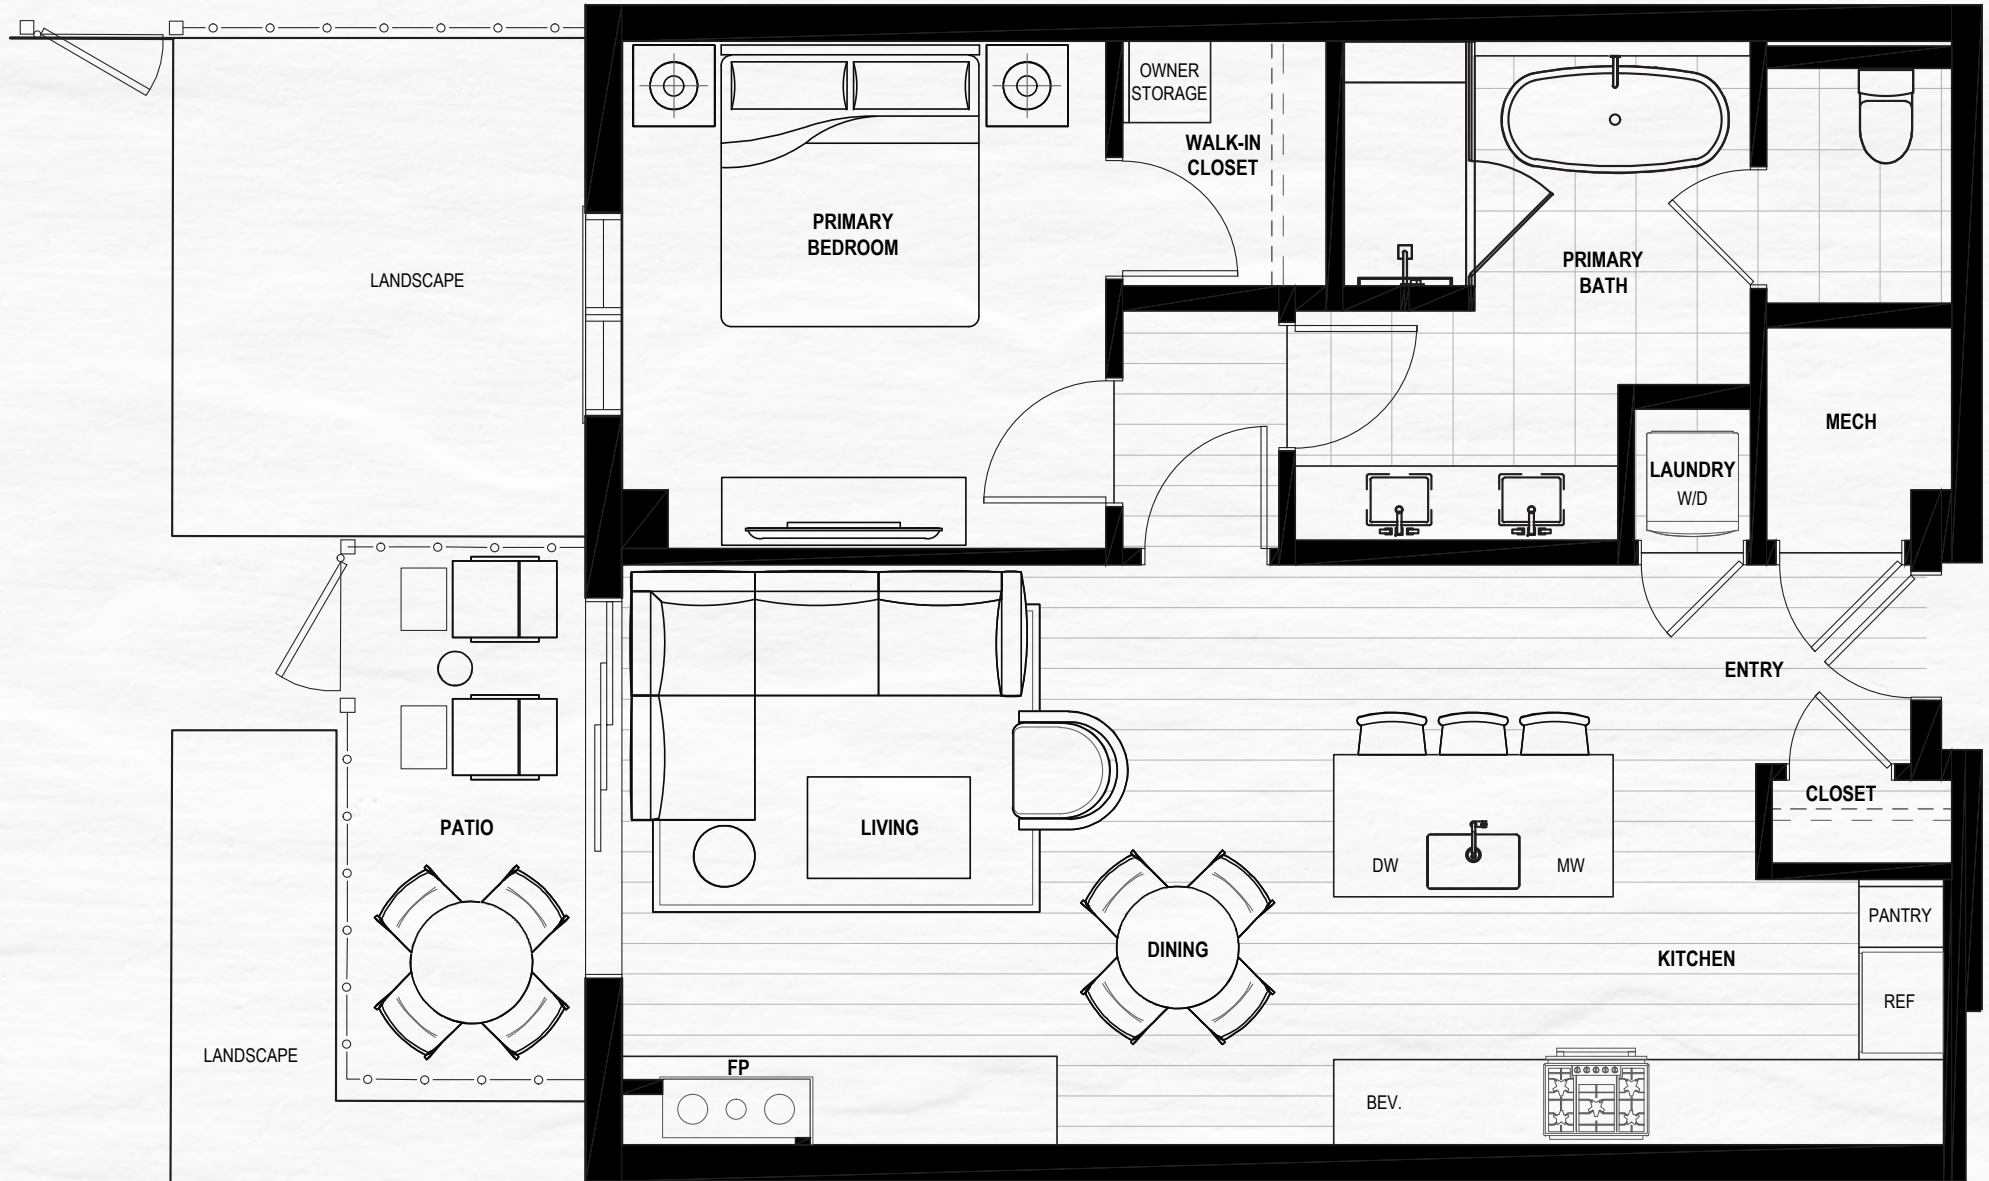 OWNER
STORAGE
WALK-IN
CLOSET
PRIMARY
BEDROOM
PRIMARY
BATH
LANDSCAPE
MECH
LAUNDRY
W/D
ENTRY
CLOSET
PATIO
LIVING
DW
MW
PANTRY
DINING
KITCHEN
REF
LANDSCAPE
FP
BEV.